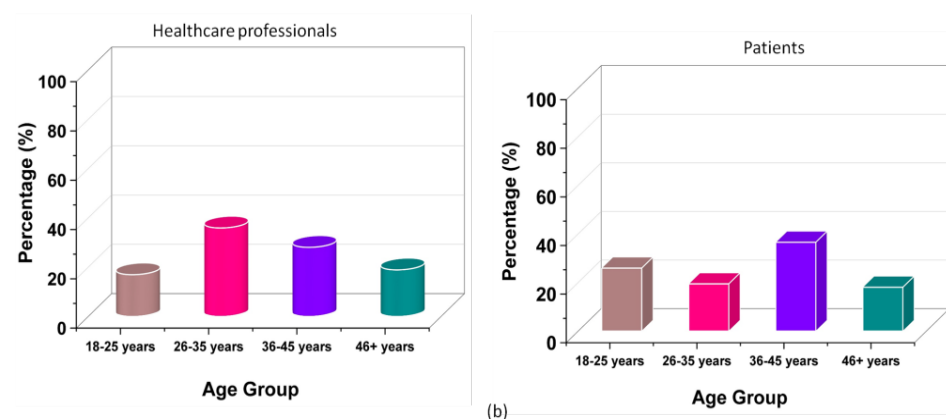 Healthcare professionals
Percentage (%)
100
80
60
40
20
0
18-25 years 26-35 years 36-45 years 46+ years
Age Group
Patients
Percentage (%)
100
80
60
40
20
0
18-25 years 26-35 years 36-45 years 46+ years
Age Group
(b)